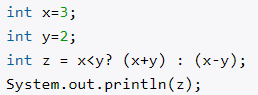 int x=3;
int y=2;
int z = x<y? (x+y) : (x-y);
System.out.println(z);